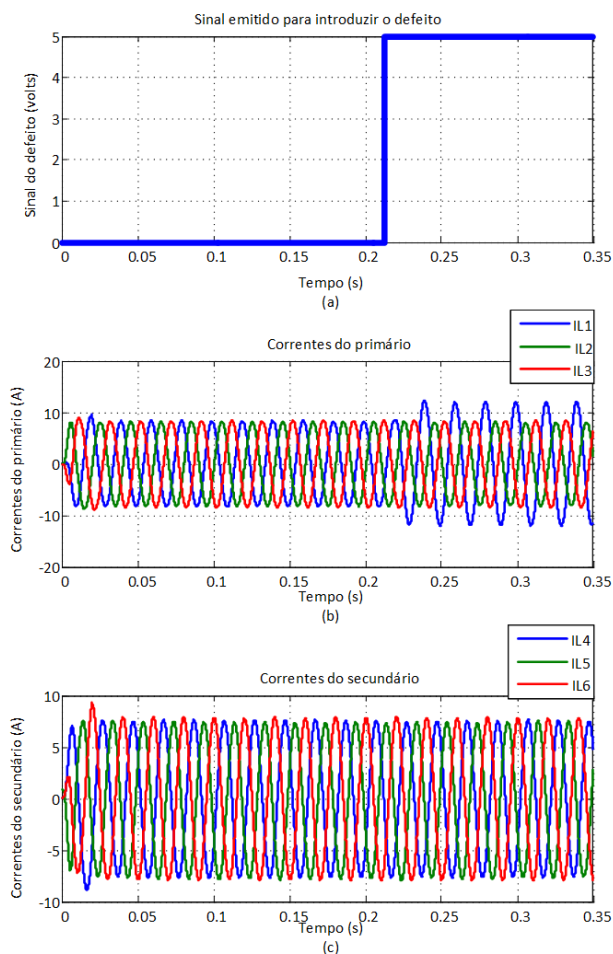 Sinal emitido para introduzir o defeito
Sinal do defeito (volts)
5
4
3
2
1
0
0 0.05 0.1 0.15 0.2 0.25 0.3 0.35
Tempo (s)
(a)
IL1
IL2
IL3
Correntes do primário
Correntes do primário (A)
20
10
0
-10
-20
0 0.05 0.1 0.15 0.2 0.25 0.3 0.35
Tempo (s)
(b)
IL4
IL5
IL6
Correntes do secundário
Correntes do secundário (A)
10
5
0
-5
-10
0 0.05 0.1 0.15 0.2 0.25 0.3 0.35
Tempo (s)
(c)